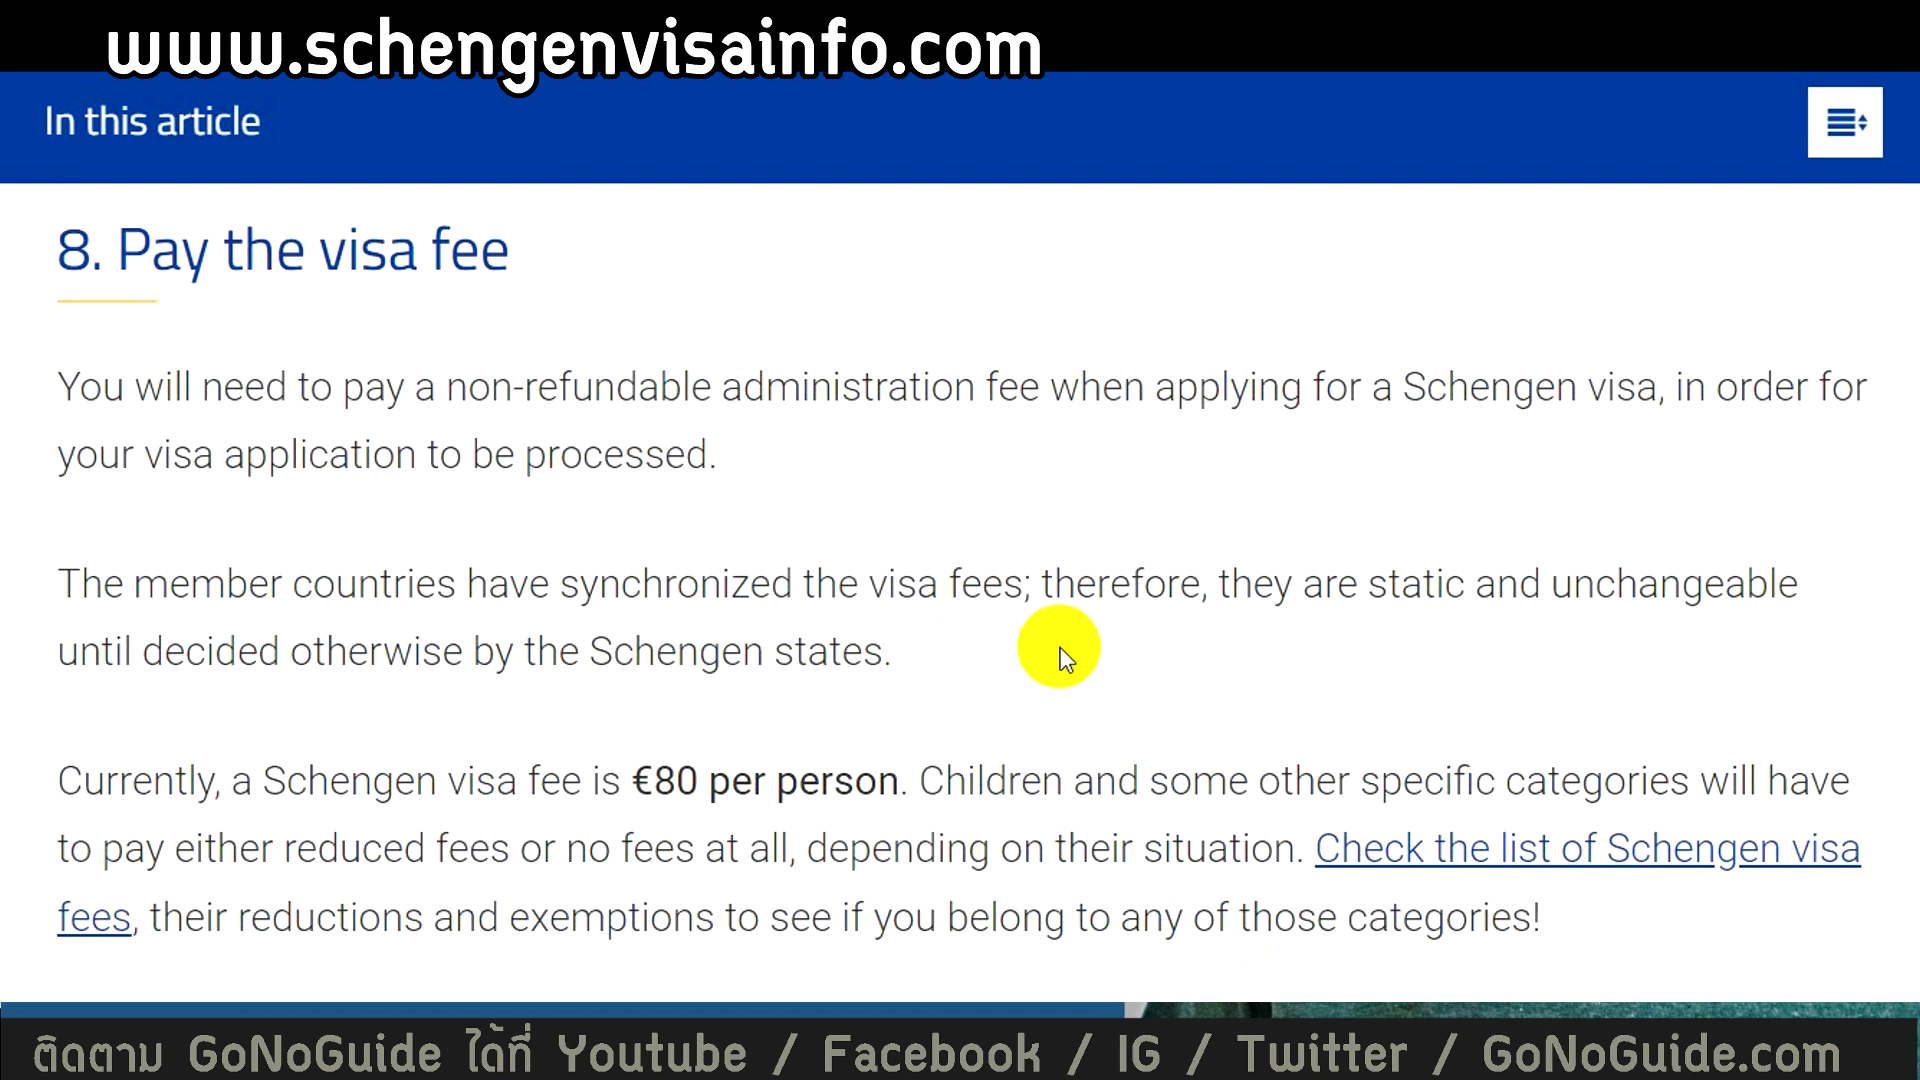 www.schengenvisainfo.com
In this article
8. Pay the visa fee
You will need to pay a non-refundable administration fee when applying for a Schengen visa, in order for
your visa application to be processed.
The member countries have synchronized the visa fees; therefore, they are static and unchangeable
until decided otherwise by the Schengen states.
Currently, a Schengen visa fee is €80 per person. Children and some other specific categories will have
to pay either reduced fees or no fees at all, depending on their situation. Check the list of Schengen visa
fees, their reductions and exemptions to see if you belong to any of those categories!
ติดตาม GoNoGuide ได้ที่ Youtube / Facebook / IG / Twitter / GoNoGuide.com